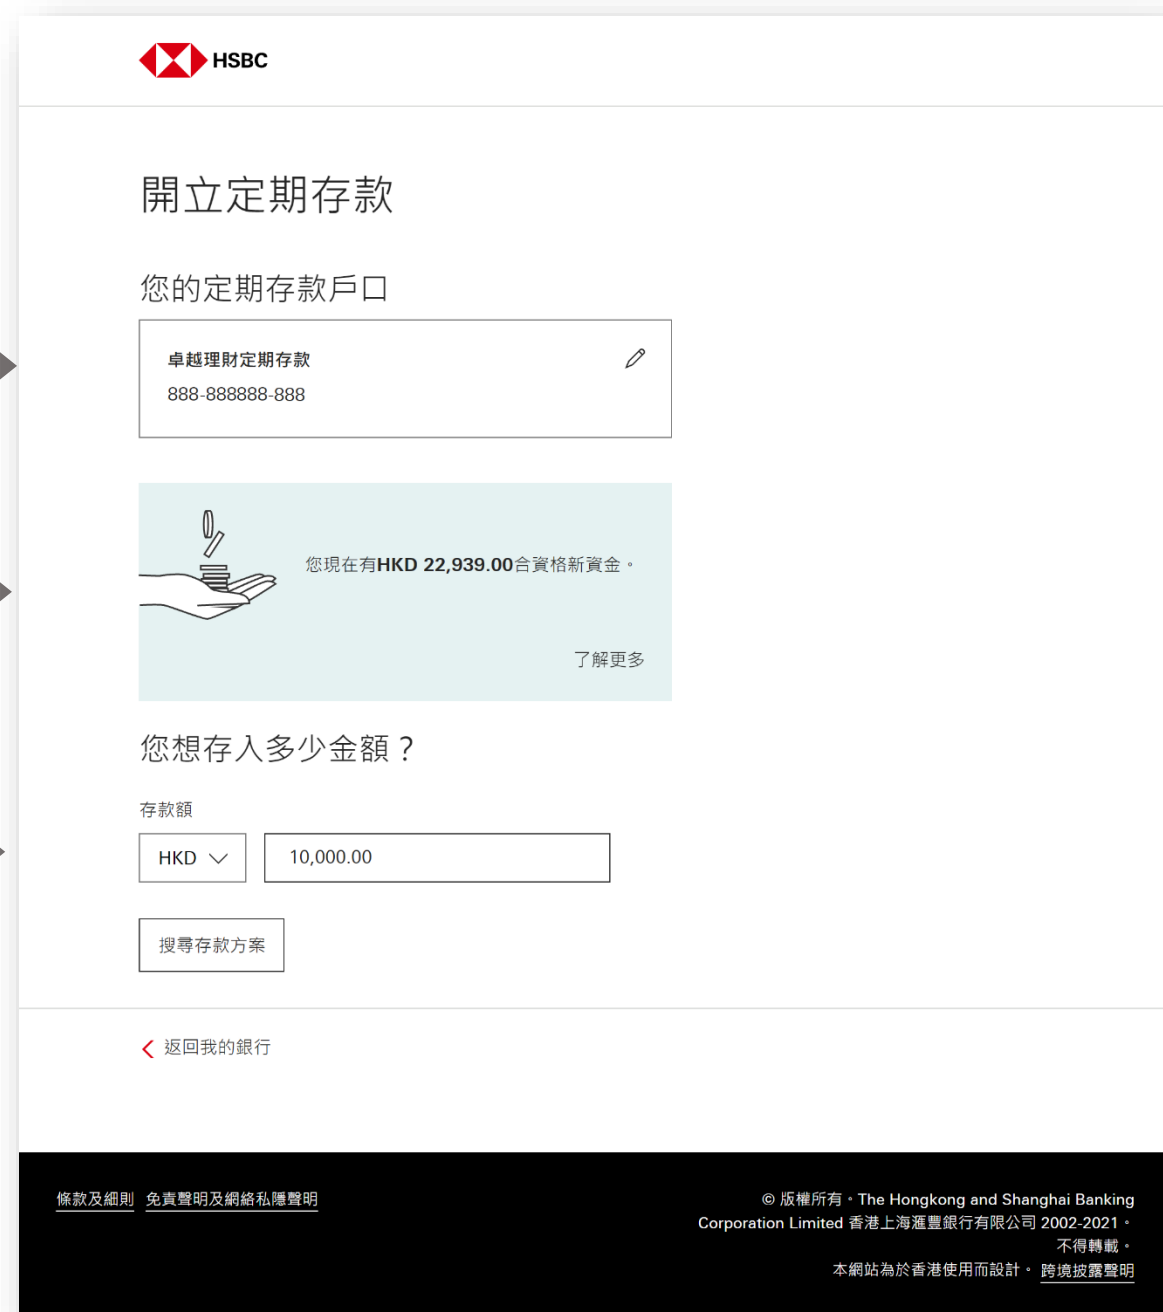 HSBC
開立定期存款
您的定期存款戶口
卓越理財定期存款
888-888888-888
您現在有HKD 22,939.00合資格新資金。
了解更多
您想存入多少金額？
存款額
HKD 10,000.00
搜尋存款方案
返回我的銀行
條款及細則 免責聲明及網絡私隱聲明
© 版權所有。The Hongkong and Shanghai Banking
Corporation Limited 香港上海滙豐銀行有限公司 2002-2021。
不得轉載。
本網站為於香港使用而設計。 跨境披露聲明